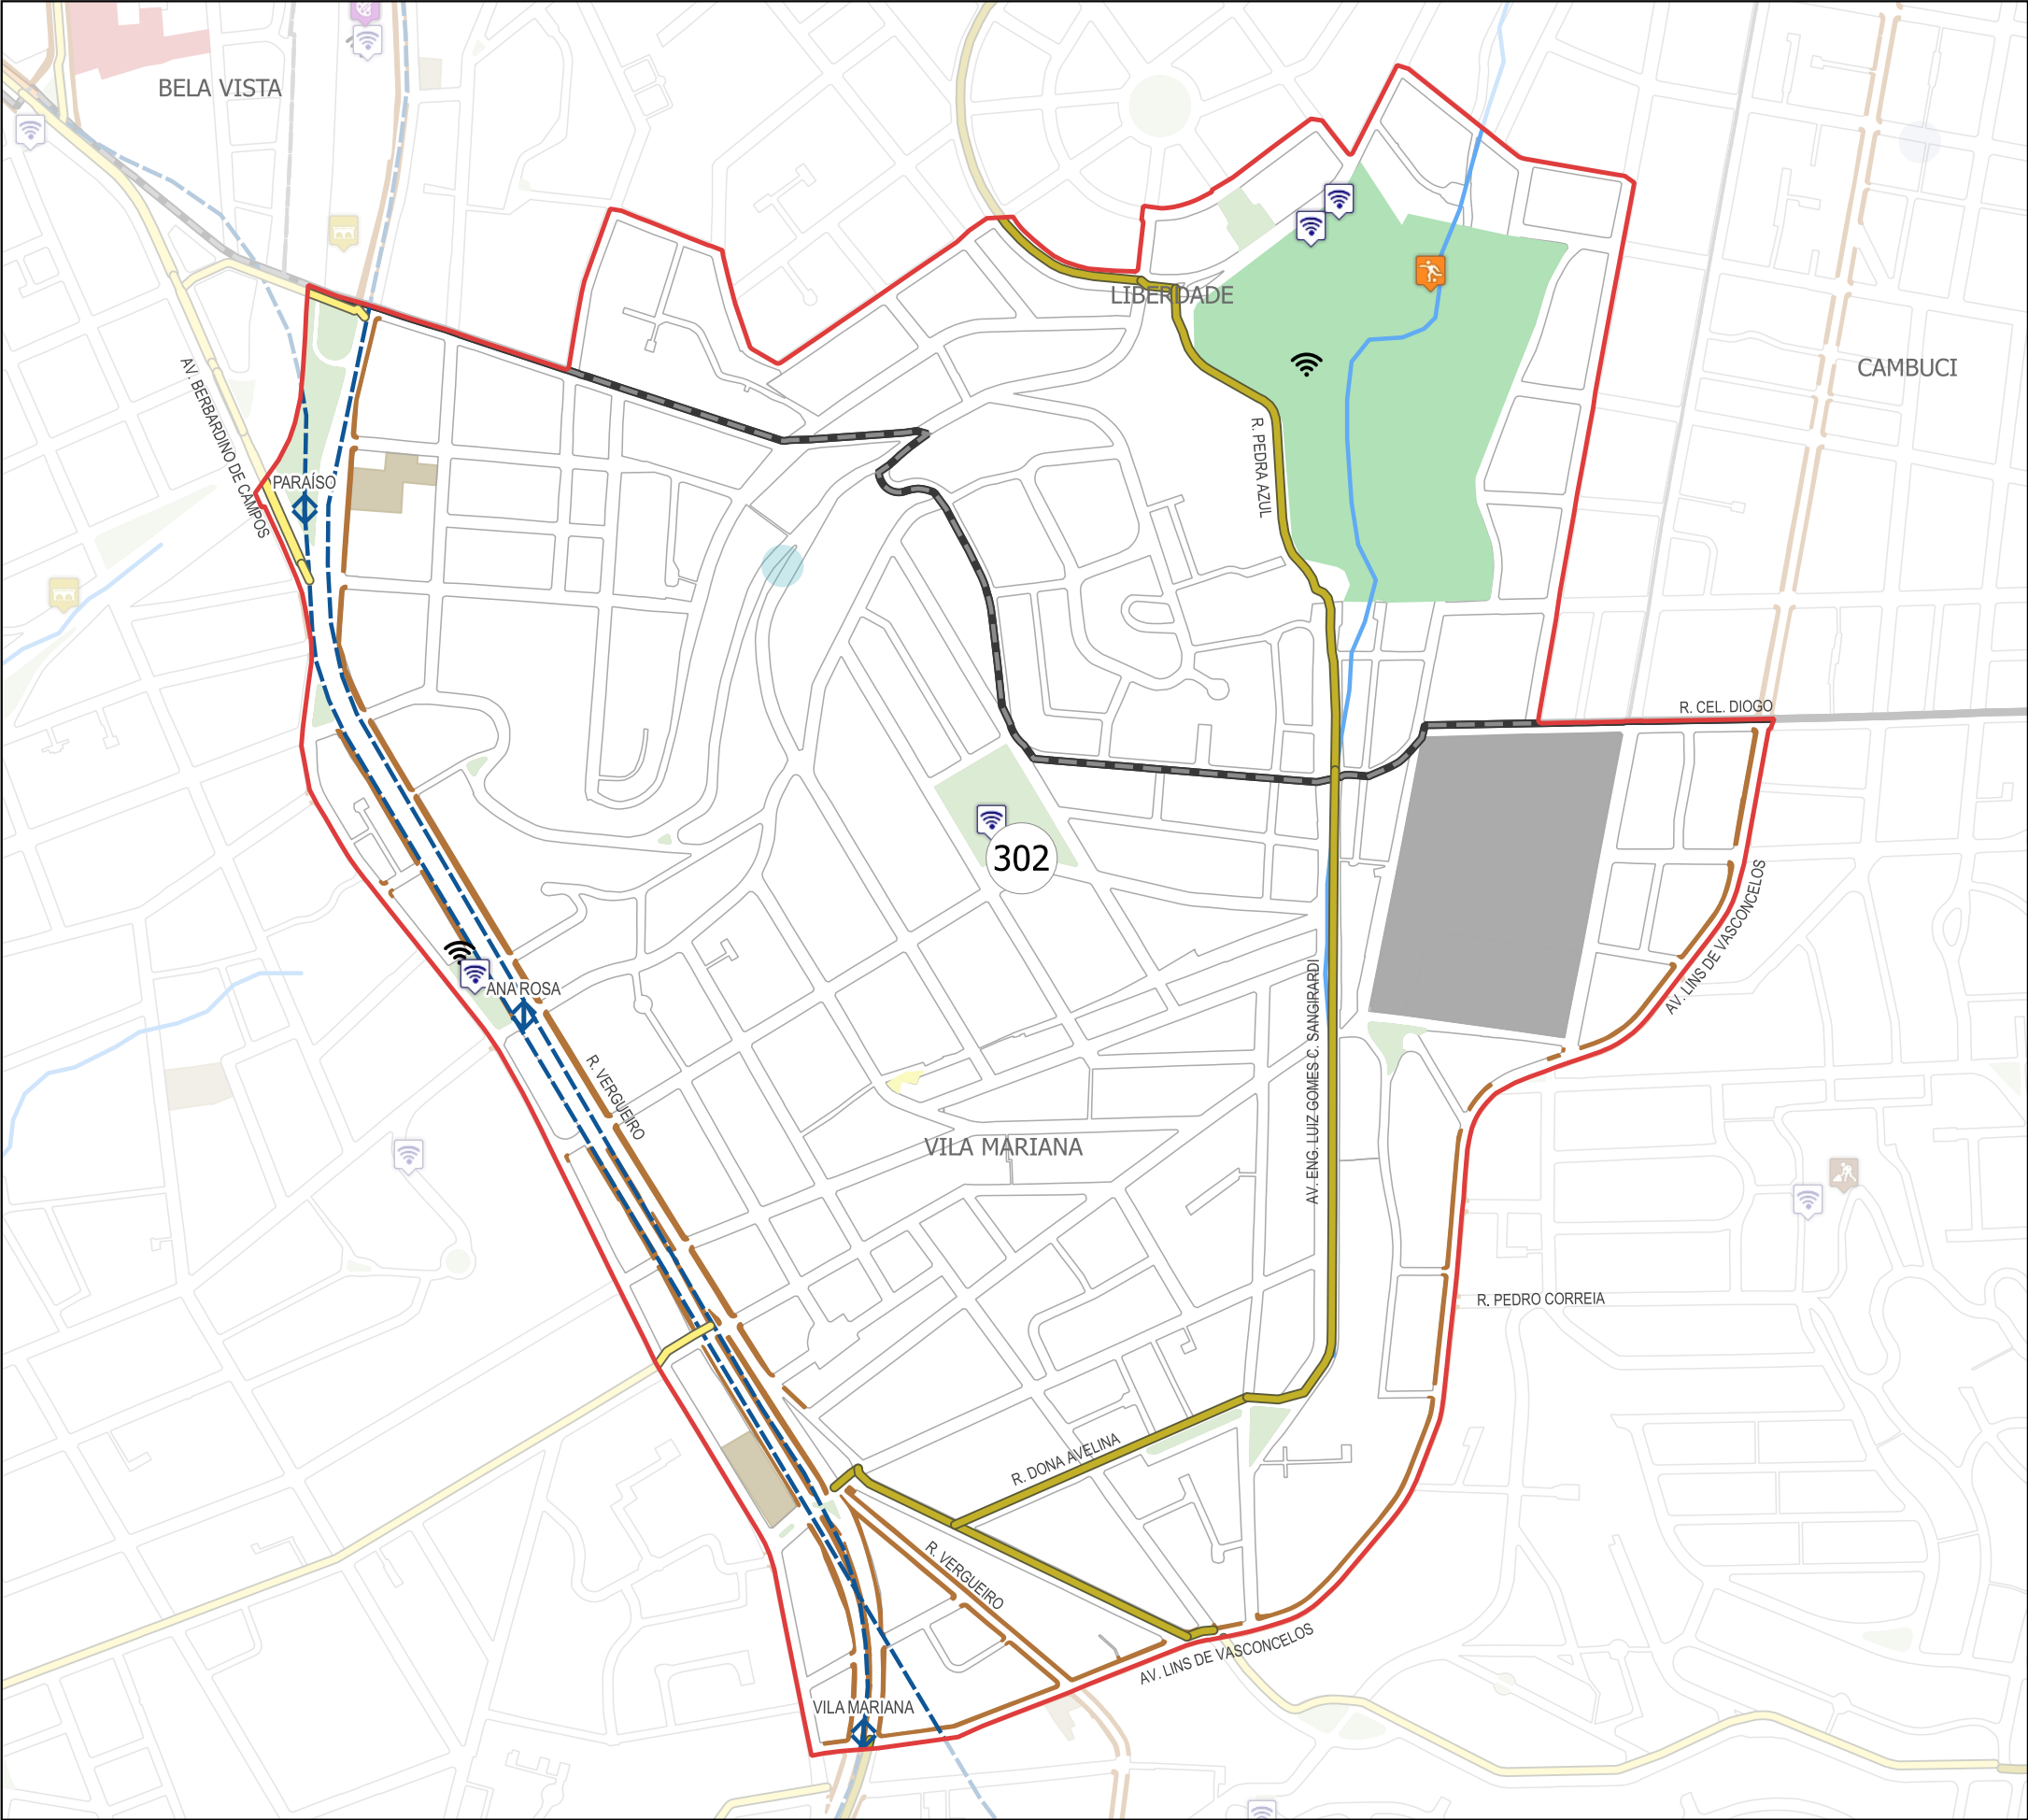 BELA VISTA
LIBERDADE
CAMBUCI
AV. BERBARDINO DE CAMPOS
PARAÍSO
R. PEDRA AZUL
R. CEL. DIOGO
302
AV. LINS DE VASCONCELOS
ANA ROSA
R. VERGUEIRO
AV. ENG. LUIZ GOMES C. SANGIRARDI
VILA MARIANA
R. PEDRO CORREIA
R. DONA AVELINA
R. VERGUEIRO
AV. LINS DE VASCONCELOS
VILA MARIANA